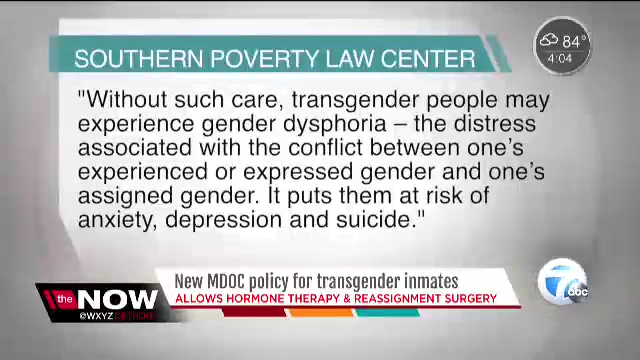 SOUTHERN POVERTY LAW CENTER
84°
4:04
"Without such care, transgender people may
experience gender dysphoria – the distress
associated with the conflict between one's
experienced or expressed gender and one's
assigned gender. It puts them at risk of
anxiety, depression and suicide."
New MDOC policy for transgender inmates
the NOW
ALLOWS HORMONE THERAPY & REASSIGNMENT SURGERY
@WXYZDETROIT
7 abc